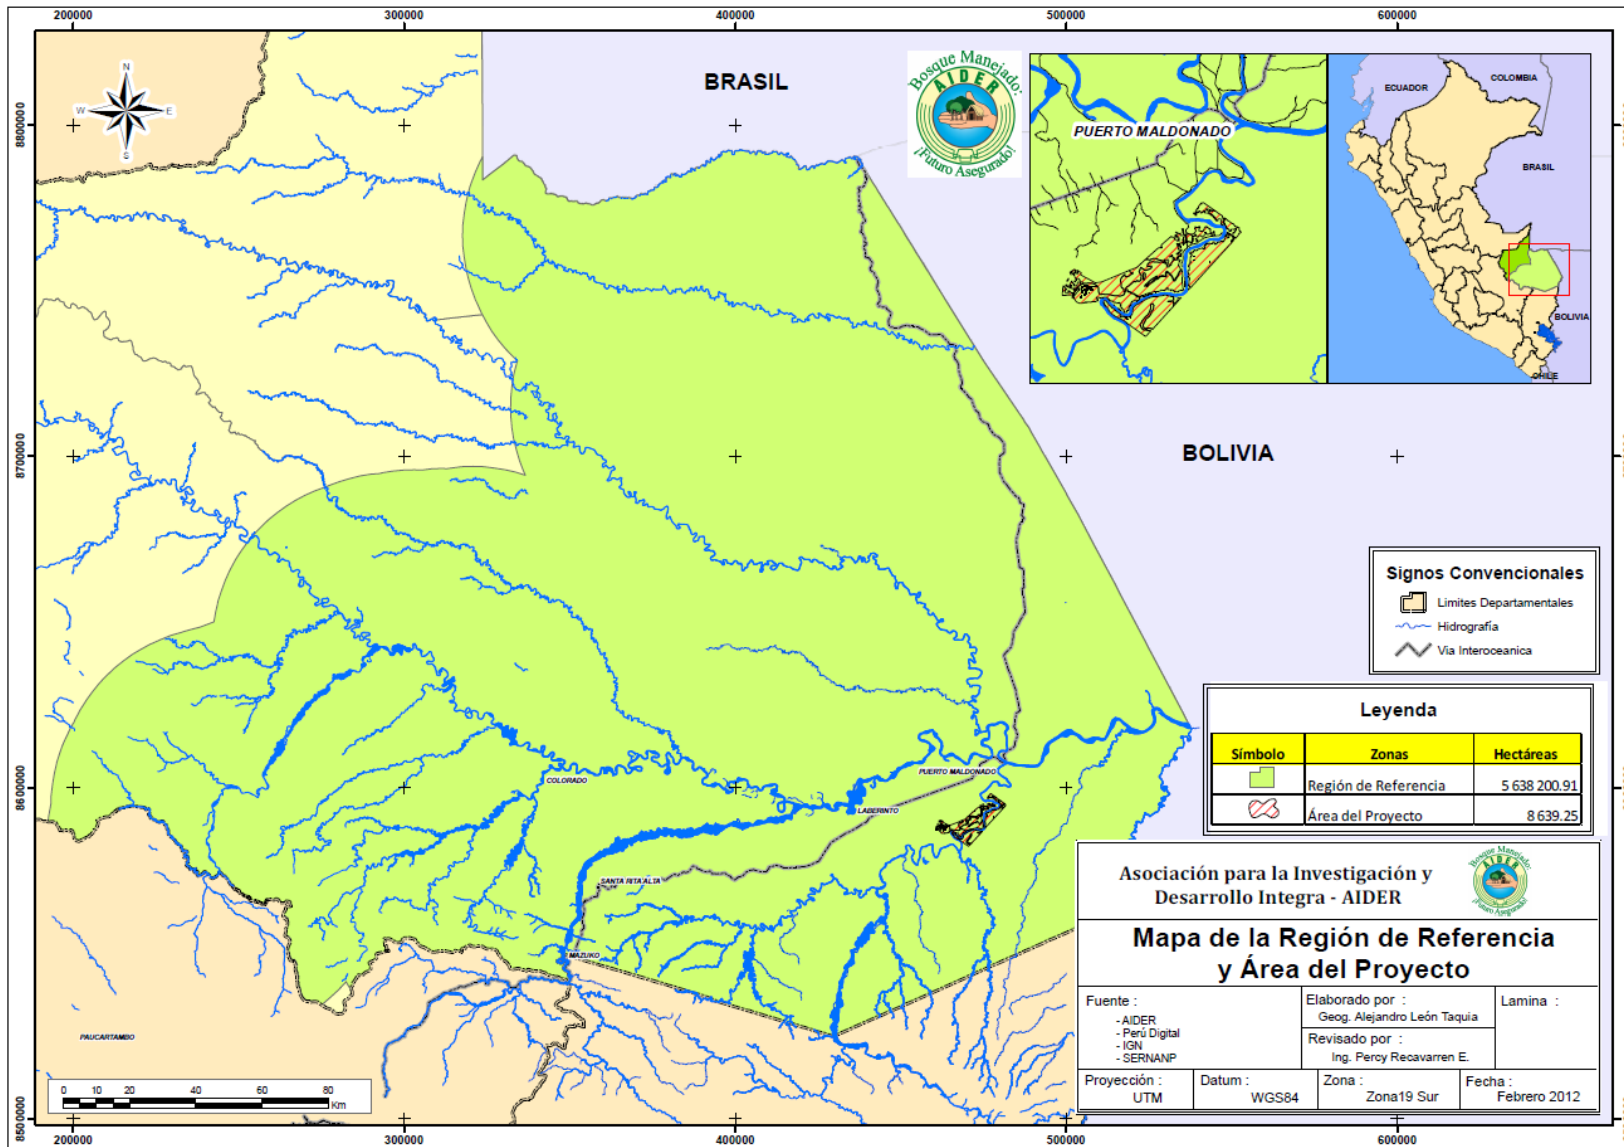 200000
300000
400000
500000
600000
BRASIL
Bosque Manejado:
AIDER
¡Futuro Asegurado!
PUERTO MALDONADO
COLOMBIA
ECUADOR
BRASIL
BOLIVIA
CHILE
N
W E
S
8800000
8700000
8600000
8500000
BOLIVIA
Signos Convencionales
Limites Departamentales
Hidrografía
Via Interoceanica
Leyenda
Símbolo Zonas Hectáreas
Región de Referencia 5 638 200.91
Área del Proyecto 8 639.25
PUERTO MALDONADO
COLORADO
LABERINTO
SANTA RITA ALTA
MAZUKO
PAUCARTAMBO
Asociación para la Investigación y
Desarrollo Integra - AIDER
Bosque Manejado:
AIDER
¡Futuro Asegurado!
Mapa de la Región de Referencia
y Área del Proyecto
Fuente :
- AIDER
- Perú Digital
- IGN
- SERNANP
Elaborado por :
Geog. Alejandro León Taquia
Revisado por :
Ing. Percy Recavarren E.
Lamina :
Proyección :
UTM
Datum :
WGS84
Zona :
Zona19 Sur
Fecha :
Febrero 2012
0 10 20 40 60 80
Km
200000
300000
400000
500000
600000